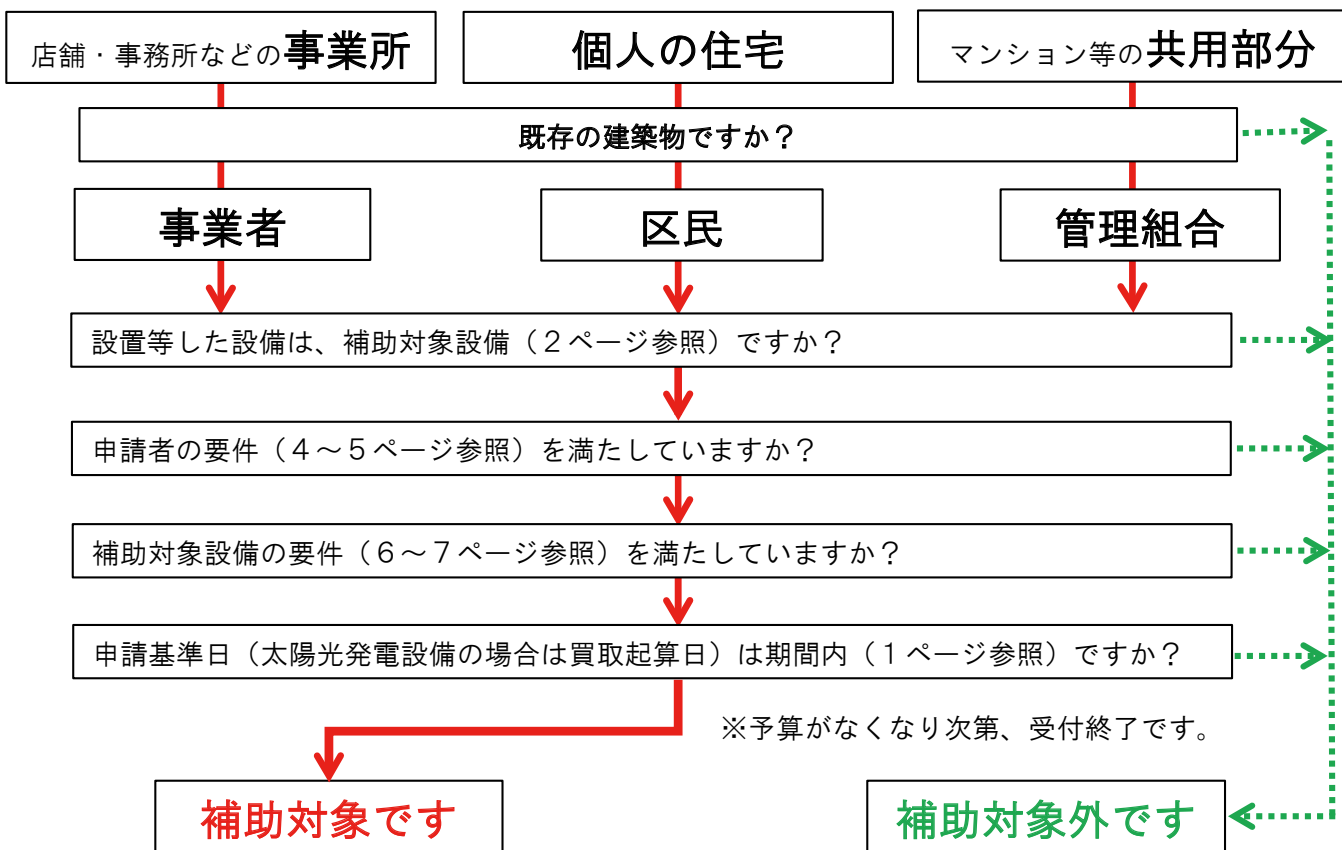 店舗・事務所などの事業所
個人の住宅
マンション等の共用部分
既存の建築物ですか？
事業者
区民
管理組合
設置等した設備は、補助対象設備（２ページ参照）ですか？
申請者の要件（４～５ページ参照）を満たしていますか？
補助対象設備の要件（６～７ページ参照）を満たしていますか？
申請基準日（太陽光発電設備の場合は買取起算日）は期間内（１ページ参照）ですか？
※予算がなくなり次第、受付終了です。
補助対象です
補助対象外です